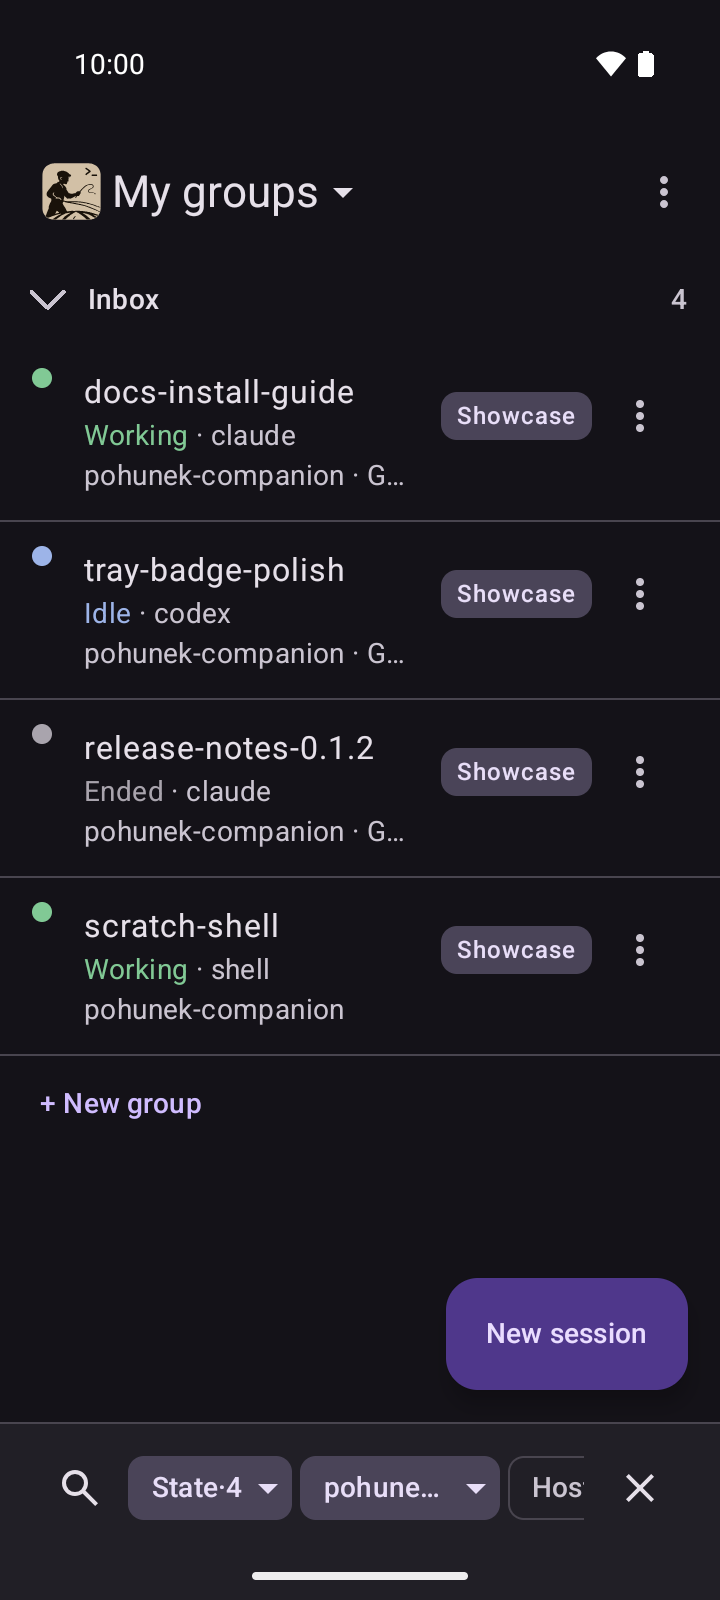 10:00
My groups
Inbox 4
docs-install-guide
Working · claude
pohunek-companion · G…
Showcase
tray-badge-polish
Idle · codex
pohunek-companion · G…
Showcase
release-notes-0.1.2
Ended · claude
pohunek-companion · G…
Showcase
scratch-shell
Working · shell
pohunek-companion
Showcase
+ New group
New session
State·4 pohune… Hos